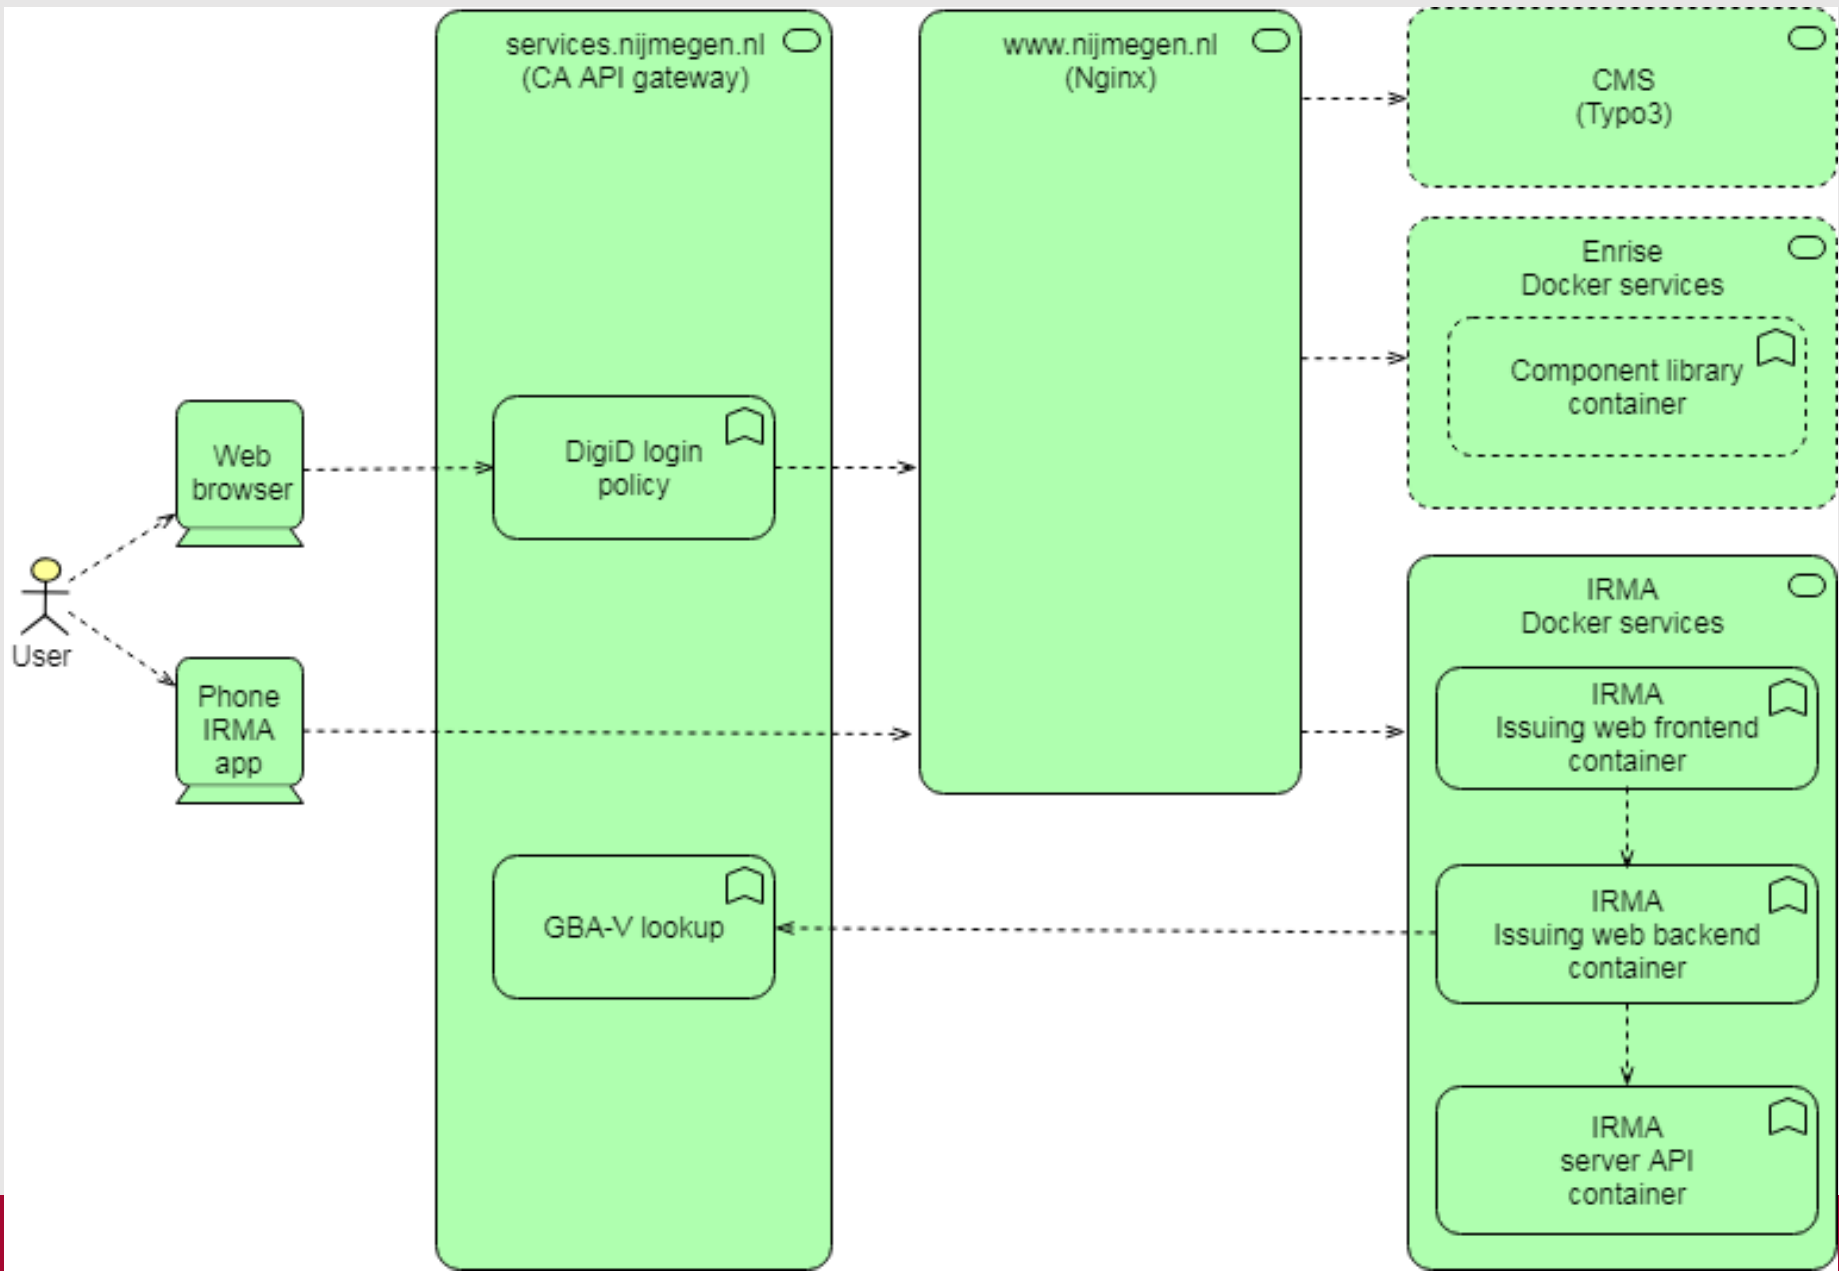 services.nijmegen.nl
(CA API gateway)
www.nijmegen.nl
(Nginx)
CMS
(Typo3)
Enrise
Docker services
Component library
container
Web
browser
DigiD login
policy
User
Phone
IRMA
app
IRMA
Docker services
IRMA
Issuing web frontend
container
GBA-V lookup
IRMA
Issuing web backend
container
IRMA
server API
container